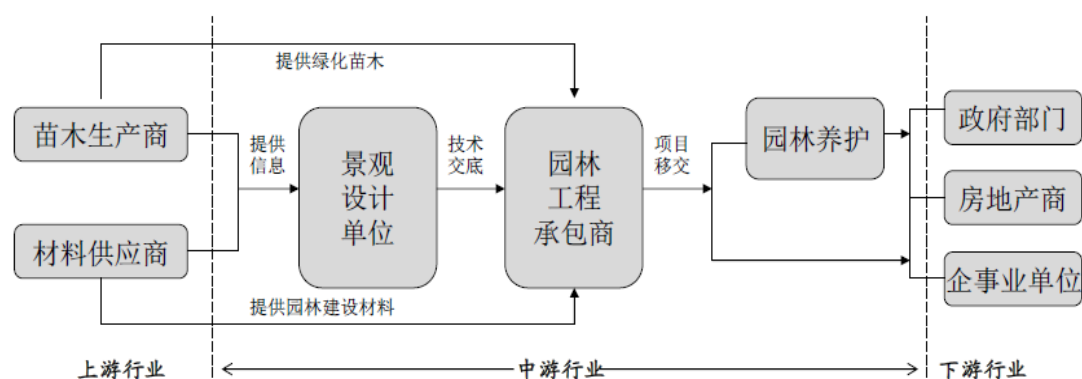 提供绿化苗木
苗木生产商
材料供应商
提供
信息
景观
设计
单位
技术
交底
园林
工程
承包商
项目
移交
园林养护
政府部门
房地产商
企事业单位
提供园林建设材料
上游行业
中游行业
下游行业